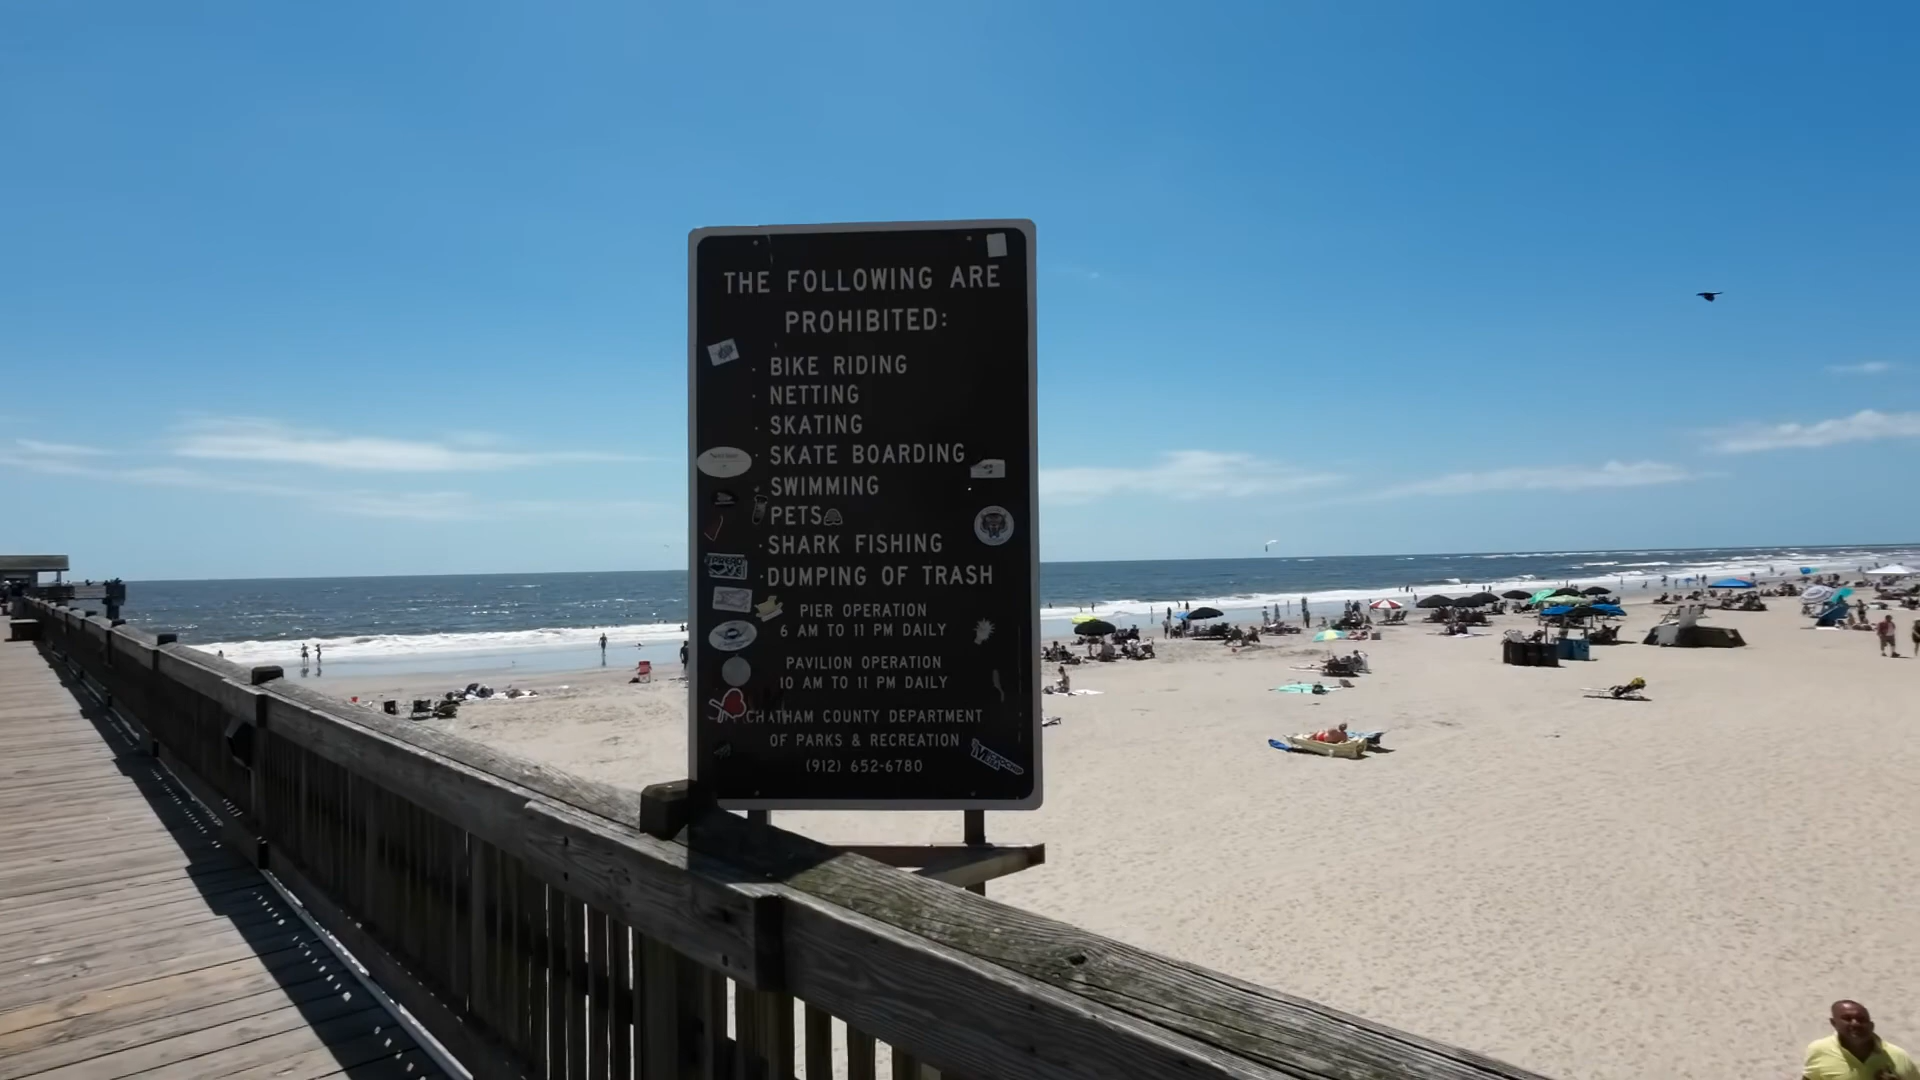 THE FOLLOWING ARE
PROHIBITED:
· BIKE RIDING
· NETTING
· SKATING
· SKATE BOARDING
· SWIMMING
· PETS
· SHARK FISHING
· DUMPING OF TRASH
PIER OPERATION
6 AM TO 11 PM DAILY
PAVILION OPERATION
10 AM TO 11 PM DAILY
CHATHAM COUNTY DEPARTMENT
OF PARKS & RECREATION
(912) 652-6780